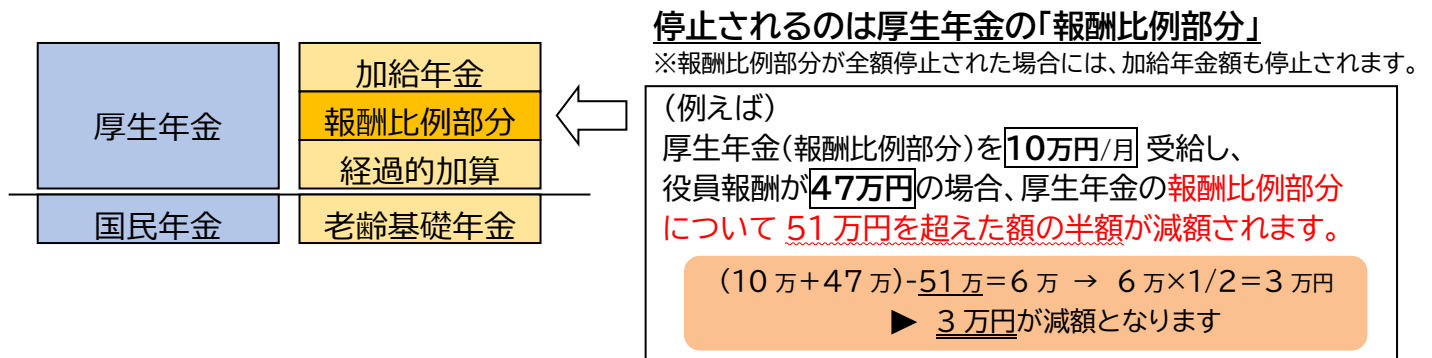 停止されるのは厚生年金の「報酬比例部分」
※報酬比例部分が全額停止された場合には、加給年金額も停止されます。
厚生年金
国民年金
加給年金
報酬比例部分
経過的加算
老齢基礎年金
(例えば)
厚生年金(報酬比例部分)を10万円/月 受給し、
役員報酬が47万円の場合、厚生年金の報酬比例部分
について 51 万円を超えた額の半額が減額されます。
(10 万+47 万)-51 万=6 万 → 6 万×1/2=3 万円
▶ 3 万円が減額となります